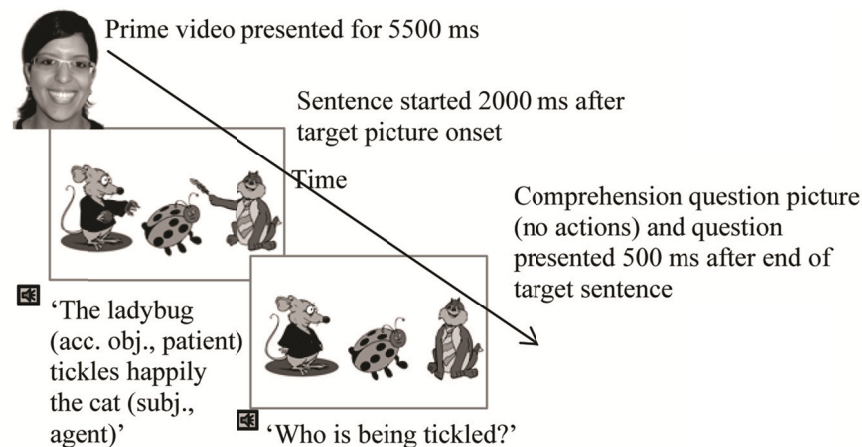 Prime video presented for 5500 ms
Sentence started 2000 ms after
target picture onset
Time
Comprehension question picture
(no actions) and question
presented 500 ms after end of
target sentence
‘The ladybug
(acc. obj., patient)
tickles happily
the cat (subj.,
agent)’
‘Who is being tickled?’